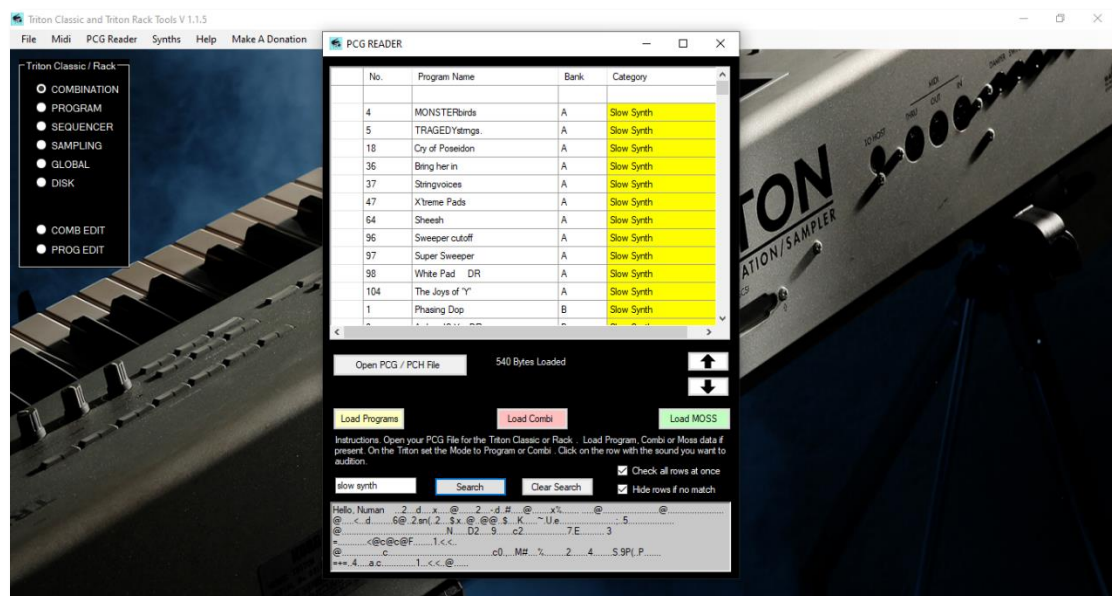 Triton Classic and Triton Rack Tools V 1.1.5
File Midi PCG Reader Synths Help Make A Donation
Triton Classic / Rack
COMBINATION
PROGRAM
SEQUENCER
SAMPLING
GLOBAL
DISK
COMB EDIT
PROG EDIT
PCG READER
No. Program Name Bank Category
4 MONSTERbirds A Slow Synth
5 TRAGEDYstrngs. A Slow Synth
18 Cry of Poseidon A Slow Synth
36 Bring her in A Slow Synth
37 Stringvoices A Slow Synth
47 X'treme Pads A Slow Synth
64 Sheesh A Slow Synth
96 Sweeper cutoff A Slow Synth
97 Super Sweeper A Slow Synth
98 White Pad DR A Slow Synth
104 The Joys of 'Y' A Slow Synth
1 Phasing Dop B Slow Synth
Open PCG / PCH File 540 Bytes Loaded
Load Programs Load Combi Load MOSS
Instructions. Open your PCG File for the Triton Classic or Rack . Load Program, Combi or Moss data if
present. On the Triton set the Mode to Program or Combi . Click on the row with the sound you want to
audition.
Check all rows at once
slow synth Search Clear Search Hide rows if no match
Hello, Numan
MIDI
THRU OUT IN
TO HOST
DAMPER
TON
ATION/SAMPLER